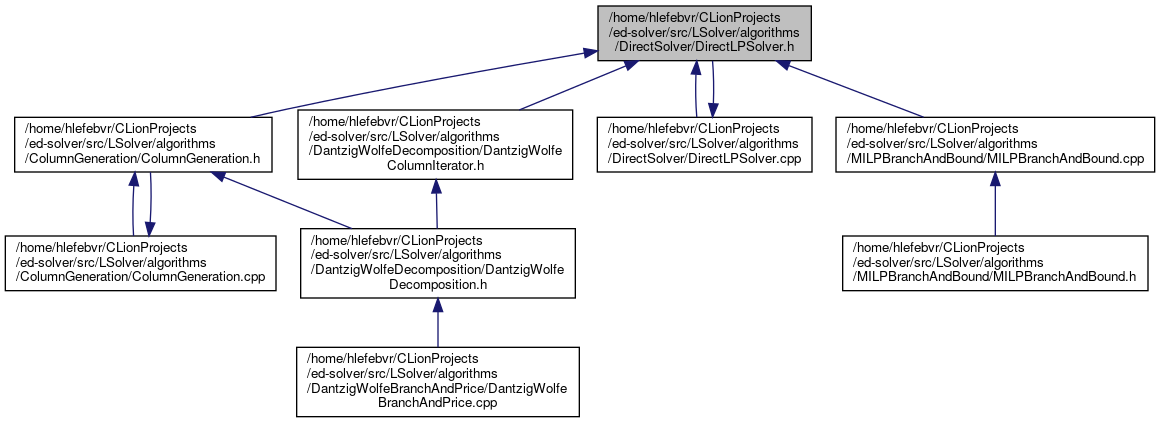 /home/hlefebvr/CLionProjects
/ed-solver/src/LSolver/algorithms
/DirectSolver/DirectLPSolver.h
/home/hlefebvr/CLionProjects
/ed-solver/src/LSolver/algorithms
/ColumnGeneration/ColumnGeneration.h
/home/hlefebvr/CLionProjects
/ed-solver/src/LSolver/algorithms
/DantzigWolfeDecomposition/DantzigWolfe
ColumnIterator.h
/home/hlefebvr/CLionProjects
/ed-solver/src/LSolver/algorithms
/DirectSolver/DirectLPSolver.cpp
/home/hlefebvr/CLionProjects
/ed-solver/src/LSolver/algorithms
/MILPBranchAndBound/MILPBranchAndBound.cpp
/home/hlefebvr/CLionProjects
/ed-solver/src/LSolver/algorithms
/ColumnGeneration/ColumnGeneration.cpp
/home/hlefebvr/CLionProjects
/ed-solver/src/LSolver/algorithms
/DantzigWolfeDecomposition/DantzigWolfe
Decomposition.h
/home/hlefebvr/CLionProjects
/ed-solver/src/LSolver/algorithms
/MILPBranchAndBound/MILPBranchAndBound.h
/home/hlefebvr/CLionProjects
/ed-solver/src/LSolver/algorithms
/DantzigWolfeBranchAndPrice/DantzigWolfe
BranchAndPrice.cpp